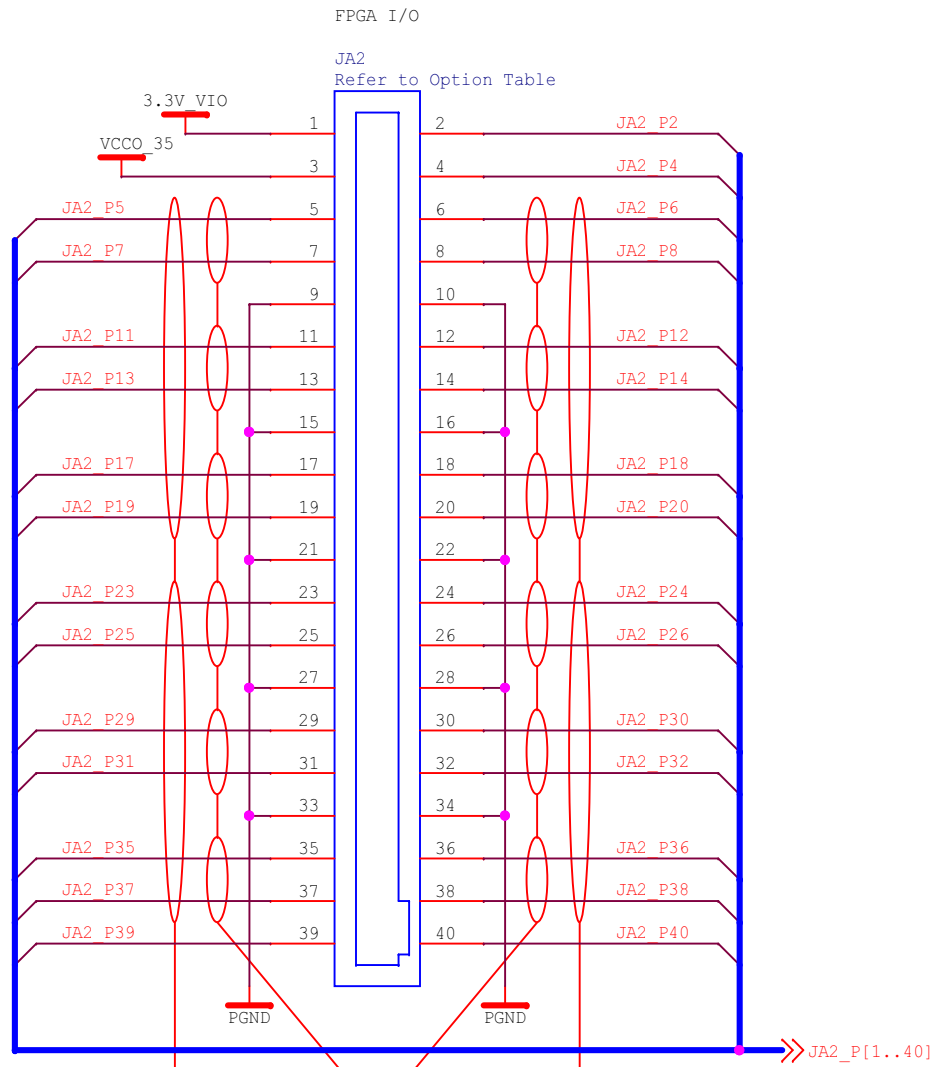 FPGA I/O
JA2
Refer to Option Table
3.3V_VIO
1 2 JA2_P2
VCCO_35
3 4 JA2_P4
JA2_P5 5 6 JA2_P6
JA2_P7 7 8 JA2_P8
9 10
JA2_P11 11 12 JA2_P12
JA2_P13 13 14 JA2_P14
15 16
JA2_P17 17 18 JA2_P18
JA2_P19 19 20 JA2_P20
21 22
JA2_P23 23 24 JA2_P24
JA2_P25 25 26 JA2_P26
27 28
JA2_P29 29 30 JA2_P30
JA2_P31 31 32 JA2_P32
33 34
JA2_P35 35 36 JA2_P36
JA2_P37 37 38 JA2_P38
JA2_P39 39 40 JA2_P40
PGND PGND
JA2_P[1..40]